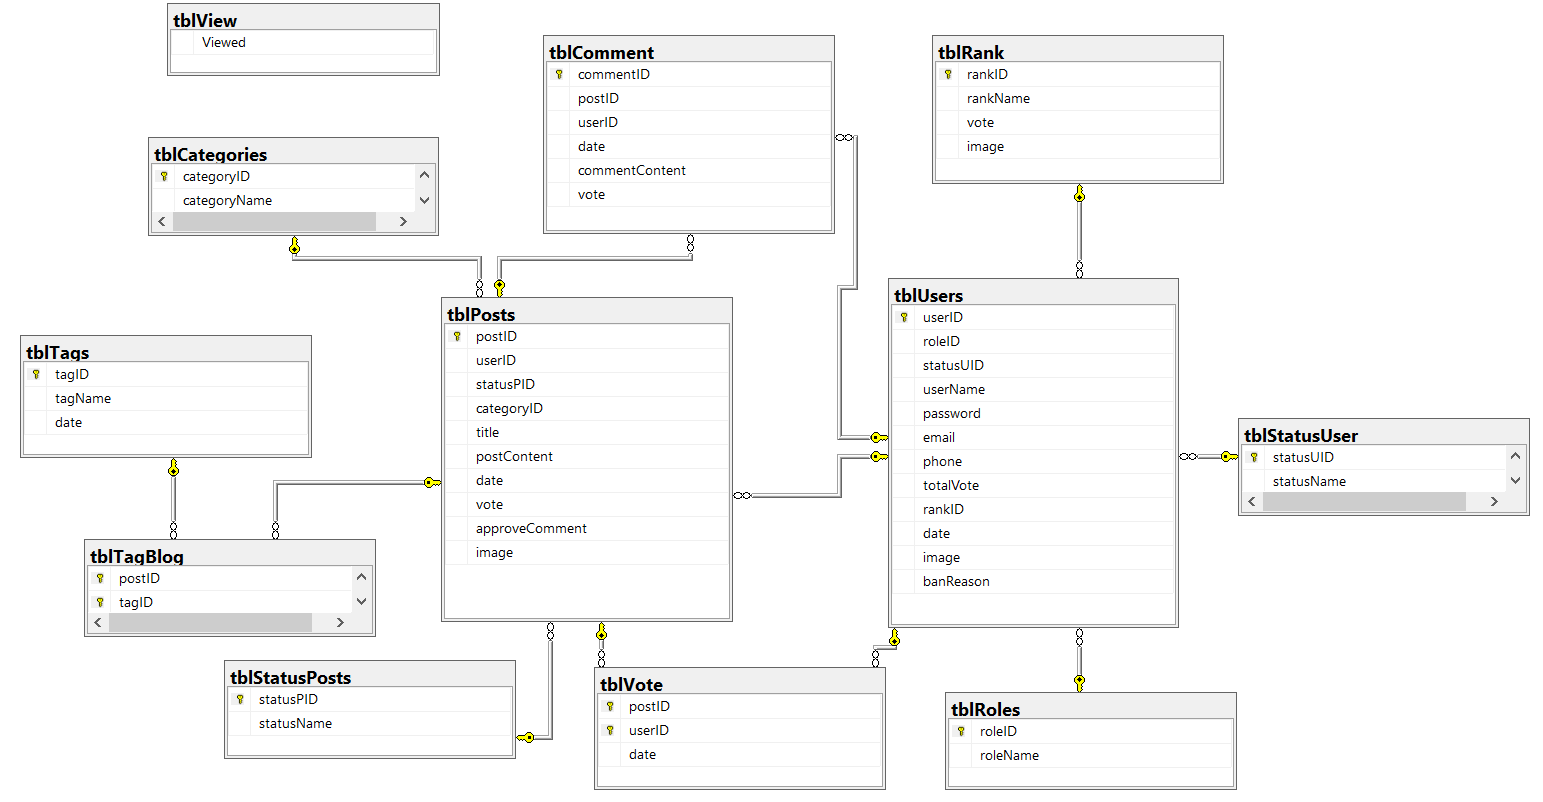 tblView
Viewed
tblComment
commentID
postID
userID
date
commentContent
vote
tblRank
rankID
rankName
vote
image
tblCategories
categoryID
categoryName
tblUsers
userID
roleID
statusUID
userName
password
email
phone
totalVote
rankID
date
image
banReason
tblPosts
postID
userID
statusPID
categoryID
title
postContent
date
vote
approveComment
image
tblTags
tagID
tagName
date
tblStatusUser
statusUID
statusName
tblTagBlog
postID
tagID
tblStatusPosts
statusPID
statusName
tblVote
postID
userID
date
tblRoles
roleID
roleName